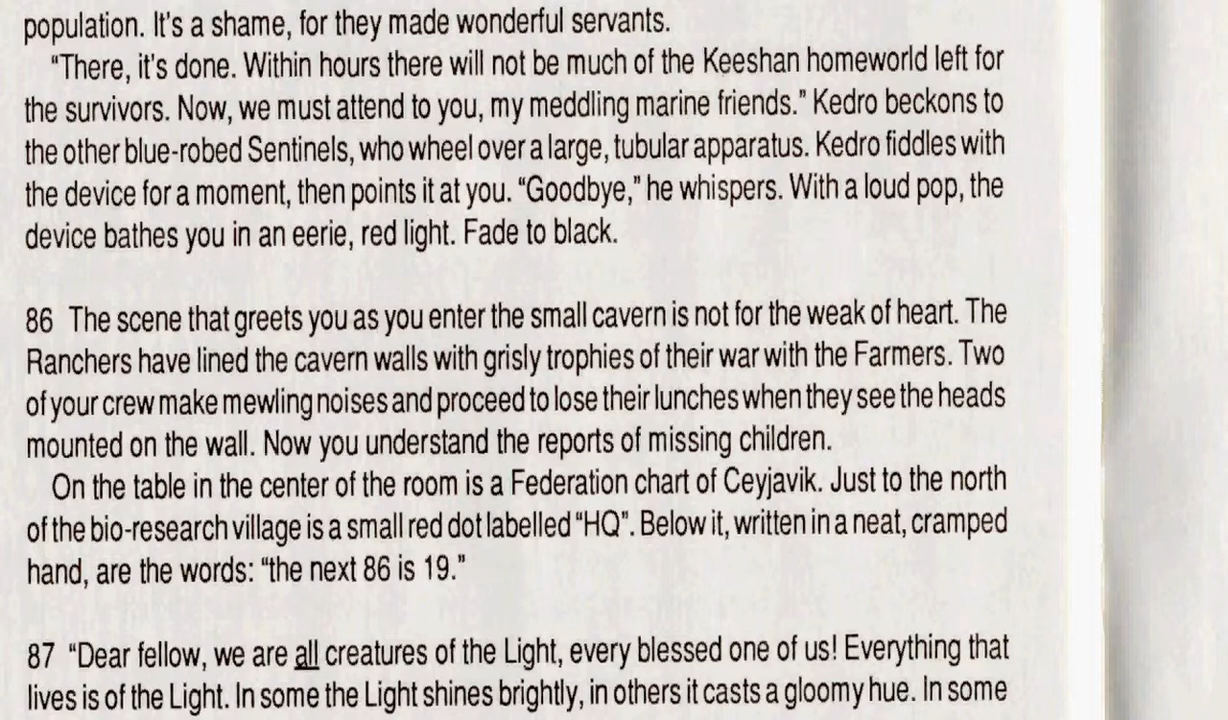 population. It's a shame, for they made wonderful servants.
"There, it's done. Within hours there will not be much of the Keeshan homeworld left for
the survivors. Now, we must attend to you, my meddling marine friends." Kedro beckons to
the other blue-robed Sentinels, who wheel over a large, tubular apparatus. Kedro fiddles with
the device for a moment, then points it at you. "Goodbye," he whispers. With a loud pop, the
device bathes you in an eerie, red light. Fade to black.
86 The scene that greets you as you enter the small cavern is not for the weak of heart. The
Ranchers have lined the cavern walls with grisly trophies of their war with the Farmers. Two
of your crew make mewling noises and proceed to lose their lunches when they see the heads
mounted on the wall. Now you understand the reports of missing children.
On the table in the center of the room is a Federation chart of Ceyjavik. Just to the north
of the bio-research village is a small red dot labelled "HQ". Below it, written in a neat, cramped
hand, are the words: "the next 86 is 19."
87 "Dear fellow, we are all creatures of the Light, every blessed one of us! Everything that
lives is of the Light. In some the Light shines brightly, in others it casts a gloomy hue. In some